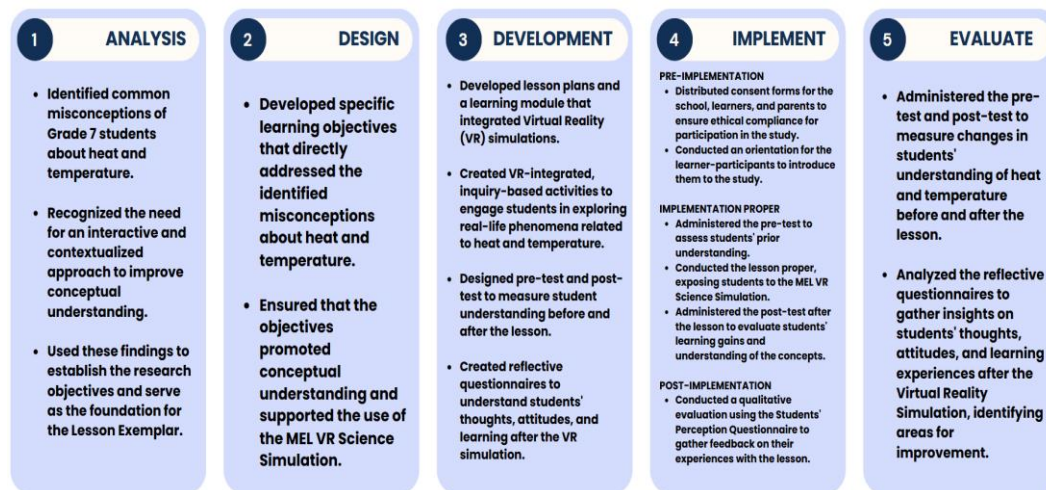 1 ANALYSIS
• Identified common
misconceptions of
Grade 7 students
about heat and
temperature.
• Recognized the need
for an interactive and
contextualized
approach to improve
conceptual
understanding.
• Used these findings to
establish the research
objectives and serve
as the foundation for
the Lesson Exemplar.
2 DESIGN
• Developed specific
learning objectives
that directly
addressed the
identified
misconceptions
about heat and
temperature.
• Ensured that the
objectives
promoted
conceptual
understanding and
supported the use of
the MEL VR Science
Simulation.
3 DEVELOPMENT
• Developed lesson plans and
a learning module that
integrated Virtual Reality
(VR) simulations.
• Created VR-integrated,
inquiry-based activities to
engage students in exploring
real-life phenomena related
to heat and temperature.
• Designed pre-test and post-
test to measure student
understanding before and
after the lesson.
• Created reflective
questionnaires to
understand students'
thoughts, attitudes, and
learning after the VR
simulation.
4 IMPLEMENT
PRE-IMPLEMENTATION
• Distributed consent forms for the
school, learners, and parents to
ensure ethical compliance for
participation in the study.
• Conducted an orientation for the
learner-participants to introduce
them to the study.
IMPLEMENTATION PROPER
• Administered the pre-test to
assess students' prior
understanding.
• Conducted the lesson proper,
exposing students to the MEL VR
Science Simulation.
• Administered the post-test after
the lesson to evaluate students'
learning gains and
understanding of the concepts.
POST-IMPLEMENTATION
• Conducted a qualitative
evaluation using the Students'
Perception Questionnaire to
gather feedback on their
experiences with the lesson.
5 EVALUATE
• Administered the pre-
test and post-test to
measure changes in
students'
understanding of heat
and temperature
before and after the
lesson.
• Analyzed the reflective
questionnaires to
gather insights on
students' thoughts,
attitudes, and learning
experiences after the
Virtual Reality
Simulation, identifying
areas for
improvement.